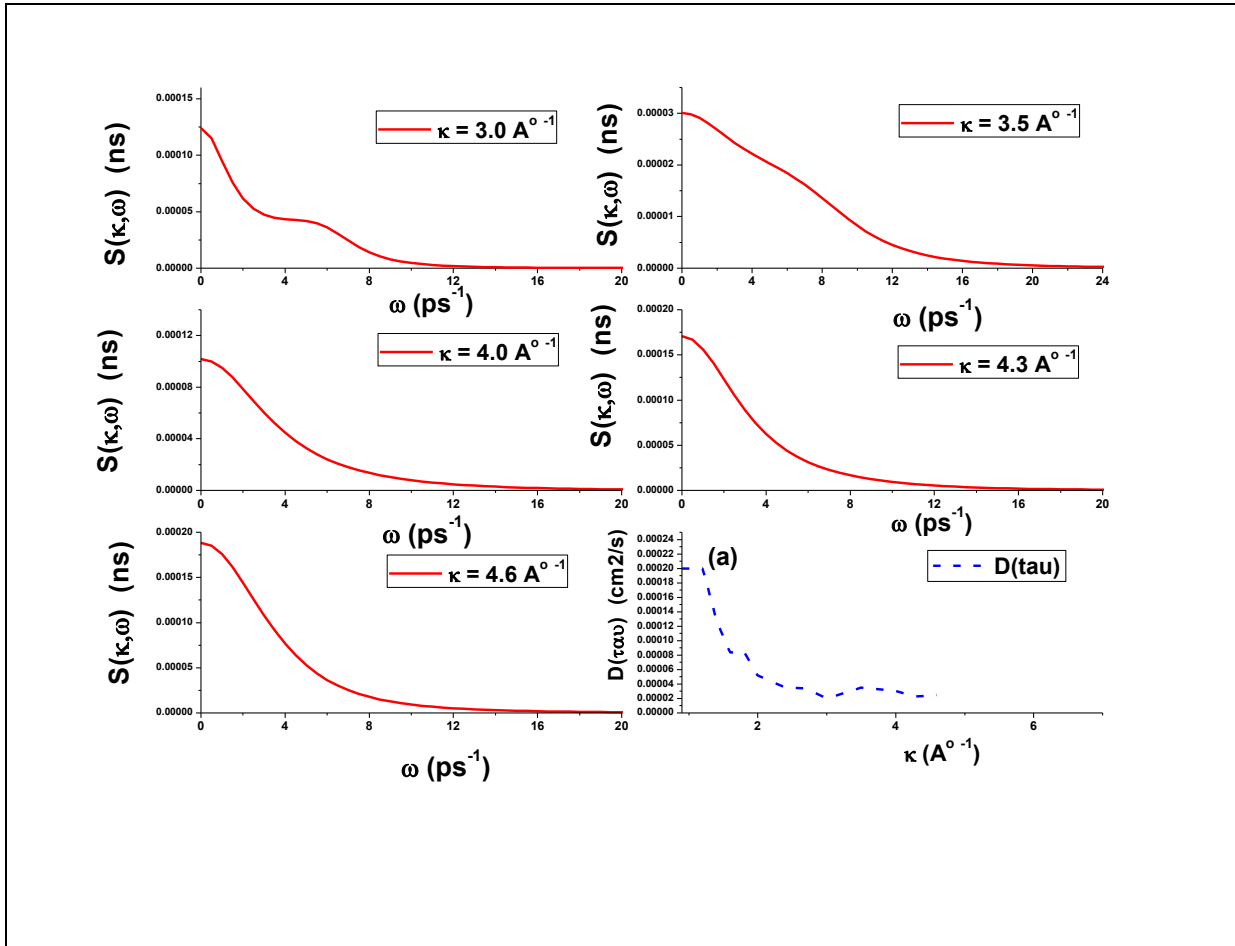 S(κ,ω) (ns)
0.00015
0.00010
0.00005
0.00000
κ = 3.0 A^o -1
0 4 8 12 16 20
ω (ps^-1)
S(κ,ω) (ns)
0.00003
0.00002
0.00001
0.00000
κ = 3.5 A^o -1
0 4 8 12 16 20 24
ω (ps^-1)
S(κ,ω) (ns)
0.00012
0.00008
0.00004
0.00000
κ = 4.0 A^o -1
0 4 8 12 16 20
ω (ps^-1)
S(κ,ω) (ns)
0.00020
0.00015
0.00010
0.00005
0.00000
κ = 4.3 A^o -1
0 4 8 12 16 20
ω (ps^-1)
S(κ,ω) (ns)
0.00020
0.00015
0.00010
0.00005
0.00000
κ = 4.6 A^o -1
0 4 8 12 16 20
ω (ps^-1)
D(ταυ) (cm2/s)
0.00024
0.00022
0.00020
0.00018
0.00016
0.00014
0.00012
0.00010
0.00008
0.00006
0.00004
0.00002
0.00000
(a)
D(tau)
2 4 6
κ (A^o -1)